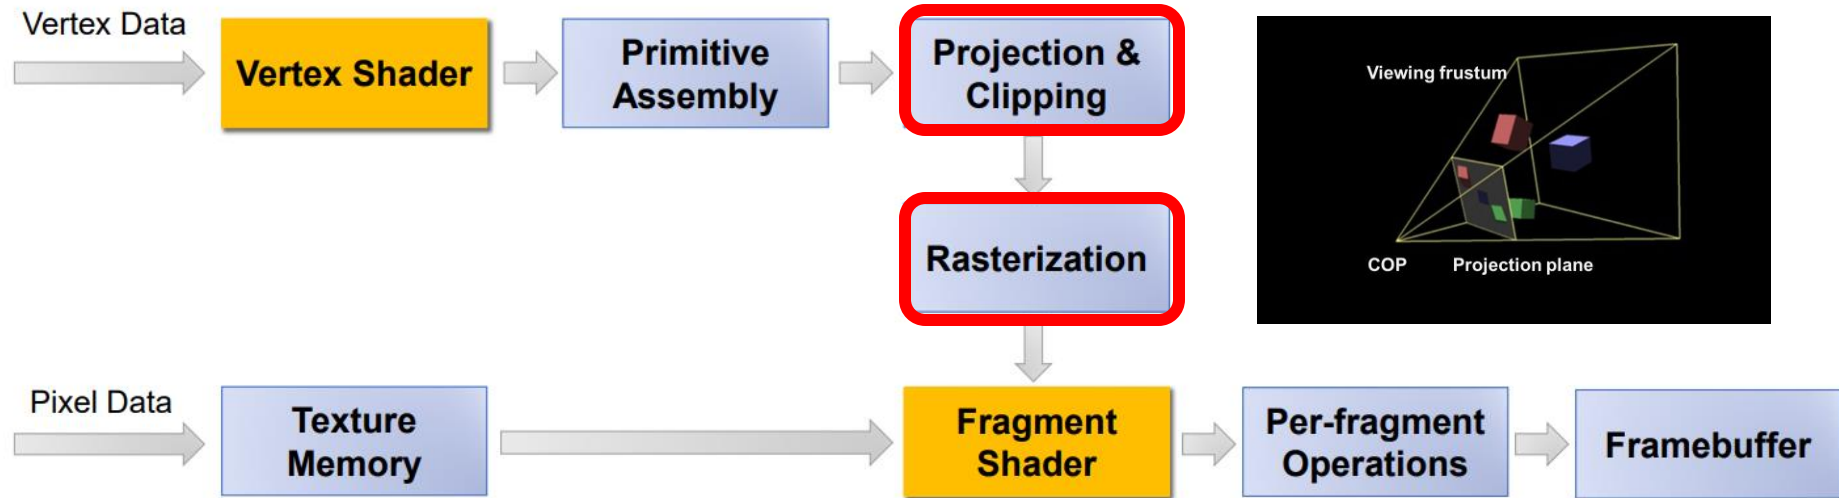 Vertex Data
Vertex Shader
Primitive
Assembly
Projection &
Clipping
Viewing frustum
COP
Projection plane
Rasterization
Pixel Data
Texture
Memory
Fragment
Shader
Per-fragment
Operations
Framebuffer